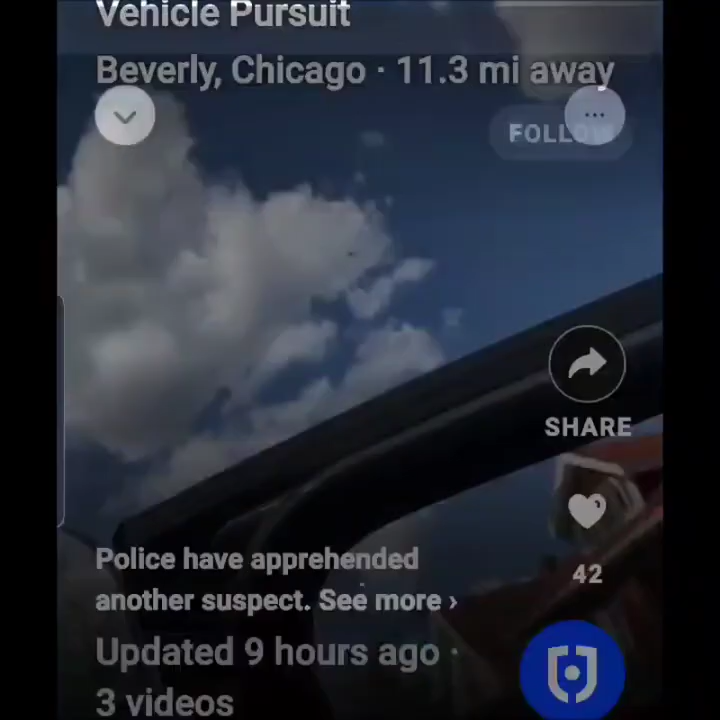 Vehicle Pursuit
Beverly, Chicago · 11.3 mi away
FOLLOW
SHARE
42
Police have apprehended
another suspect. See more ›
Updated 9 hours ago ·
3 videos